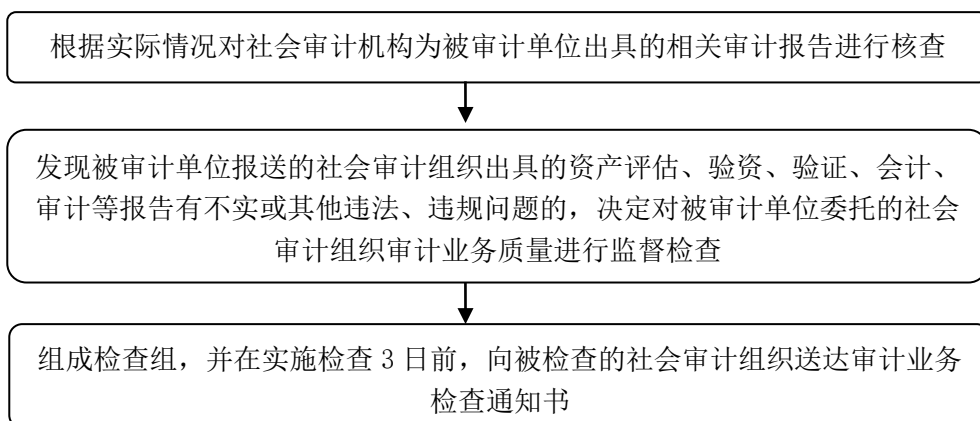 根据实际情况对社会审计机构为被审计单位出具的相关审计报告进行核查
发现被审计单位报送的社会审计组织出具的资产评估、验资、验证、会计、
审计等报告有不实或其他违法、违规问题的，决定对被审计单位委托的社会
审计组织审计业务质量进行监督检查
组成检查组，并在实施检查 3 日前，向被检查的社会审计组织送达审计业务
检查通知书